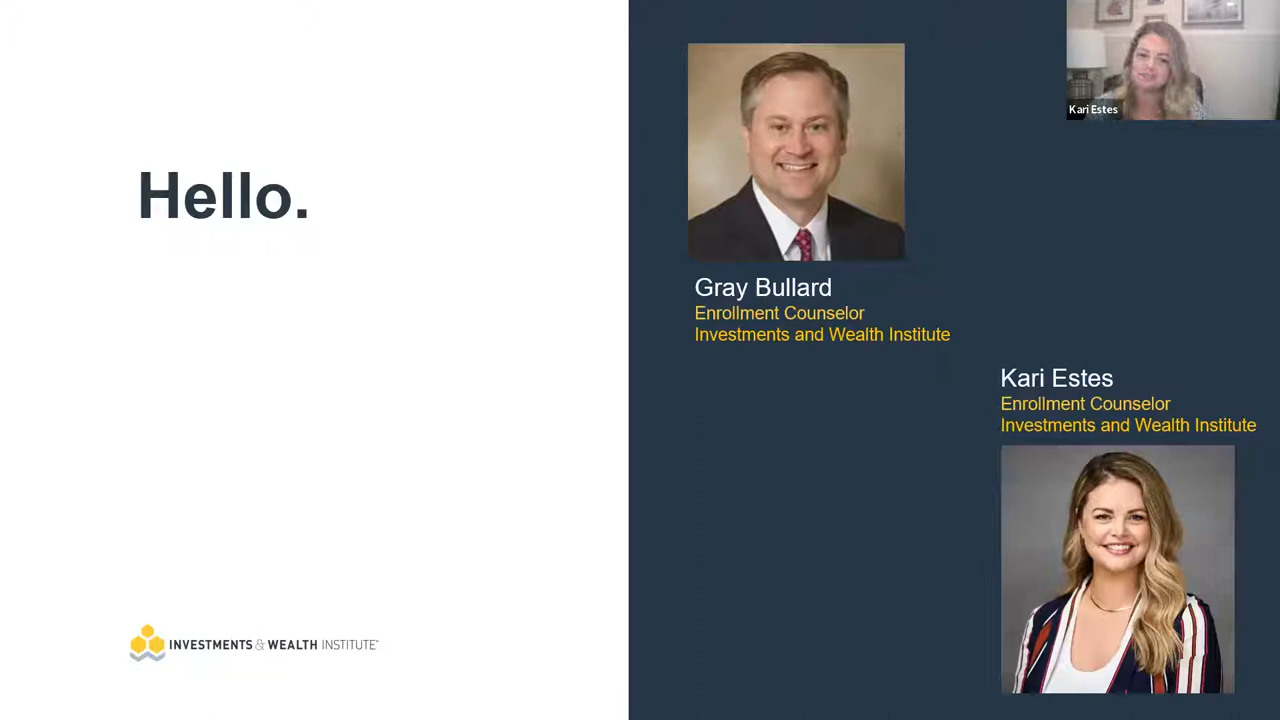 Hello.
Gray Bullard
Enrollment Counselor
Investments and Wealth Institute
Kari Estes
Kari Estes
Enrollment Counselor
Investments and Wealth Institute
INVESTMENTS & WEALTH INSTITUTE